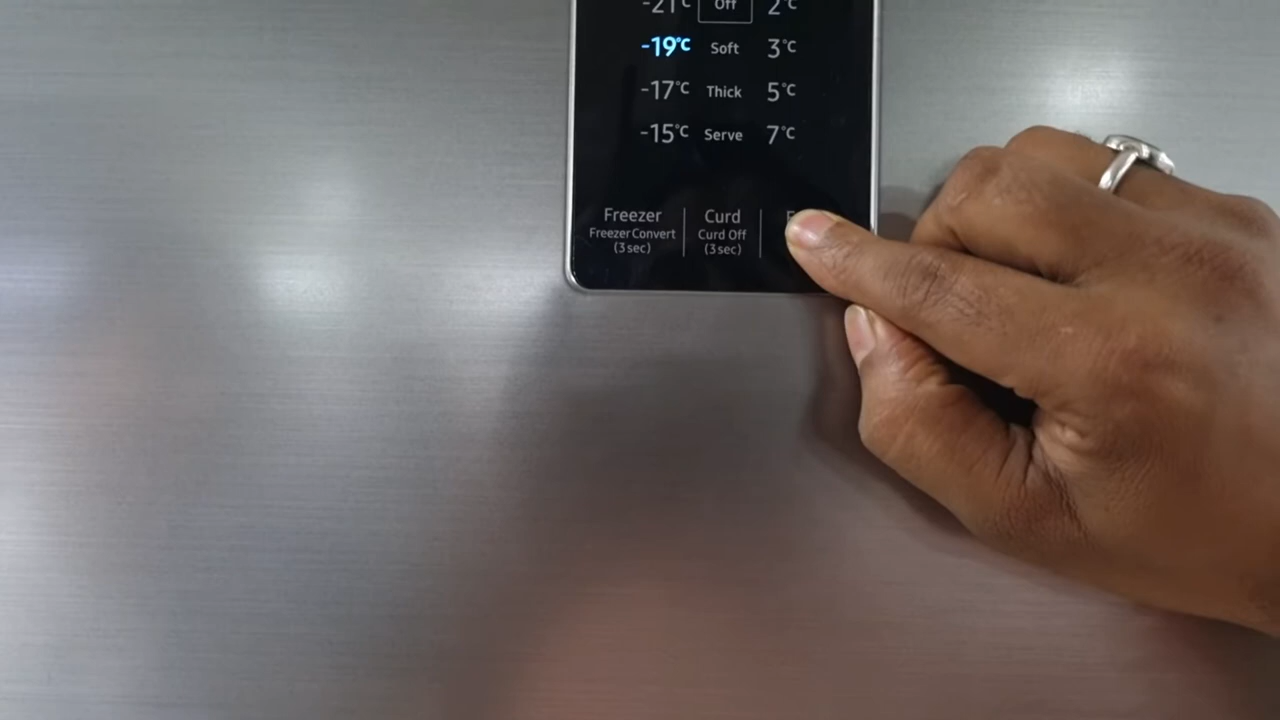 -21°C Off 2°C
-19°C Soft 3°C
-17°C Thick 5°C
-15°C Serve 7°C
Freezer Curd
Freezer Convert Curd Off
(3 sec) (3 sec)